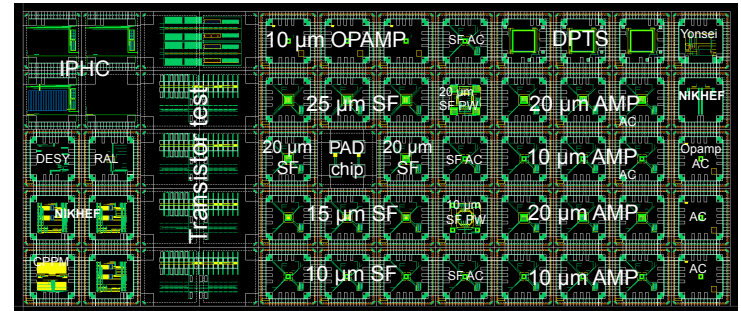 10 µm OPAMP
SF AC
DPTS
Yonsei
IPHC
Transistor test
25 µm SF
20 µm
SF PW
20 µm AMP
AC
NIKHEF
DESY
RAL
20 µm
SF
PAD
chip
20 µm
SF
SF AC
10 µm AMP
AC
Opamp
AC
NIKHEF
15 µm SF
10 µm
SF PW
20 µm AMP
AC
CPPM
10 µm SF
SF AC
10 µm AMP
AC